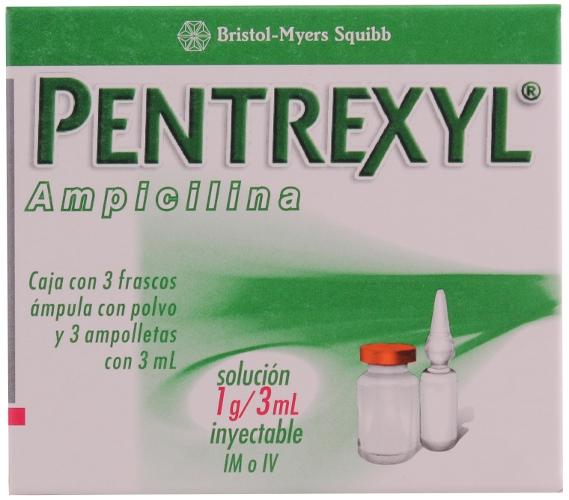 Bristol-Myers Squibb
PENTREXYL®
Ampicilina
Caja con 3 frascos
ámpula con polvo
y 3 ampolletas
con 3 mL
solución
1 g/3 mL
inyectable
IM o IV